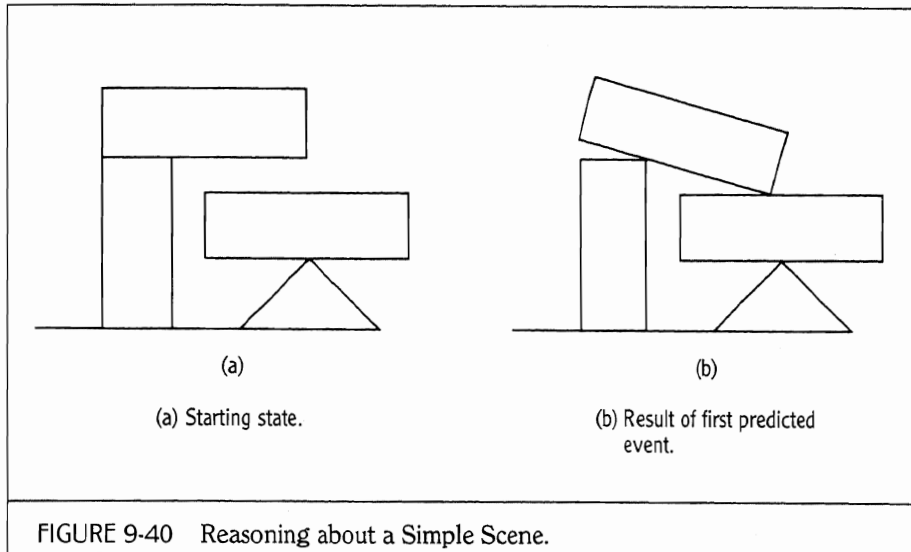 (a)
(b)
(a) Starting state.
(b) Result of first predicted
event.
FIGURE 9-40 Reasoning about a Simple Scene.